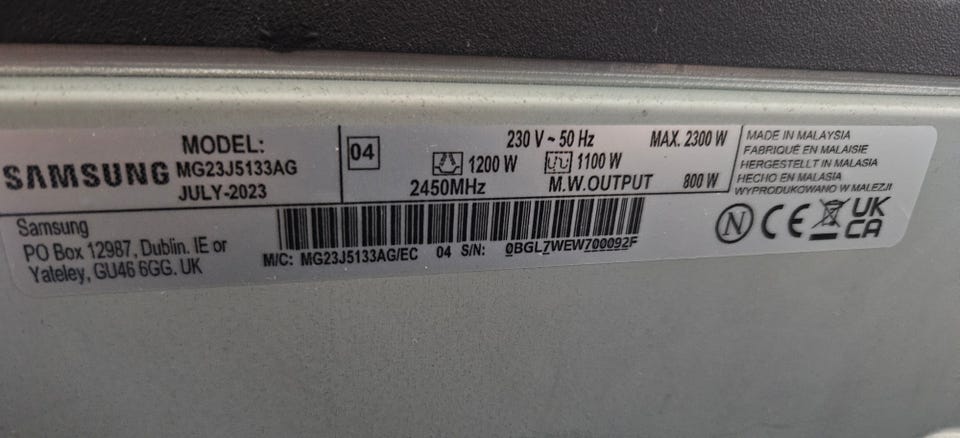 SAMSUNG
MODEL:
MG23J5133AG
JULY-2023
04
230 V ~ 50 Hz MAX. 2300 W
1200 W 1100 W
2450MHz M.W.OUTPUT 800 W
MADE IN MALAYSIA
FABRIQUÉ EN MALAISIE
HERGESTELLT IN MALASIA
HECHO EN MALASIA
WYPRODUKOWANO W MALEZJI
Samsung
PO Box 12987, Dublin. IE or
Yateley, GU46 6GG. UK
M/C: MG23J5133AG/EC 04 S/N: 0BGL7WEW700092F
N CE UK
CA